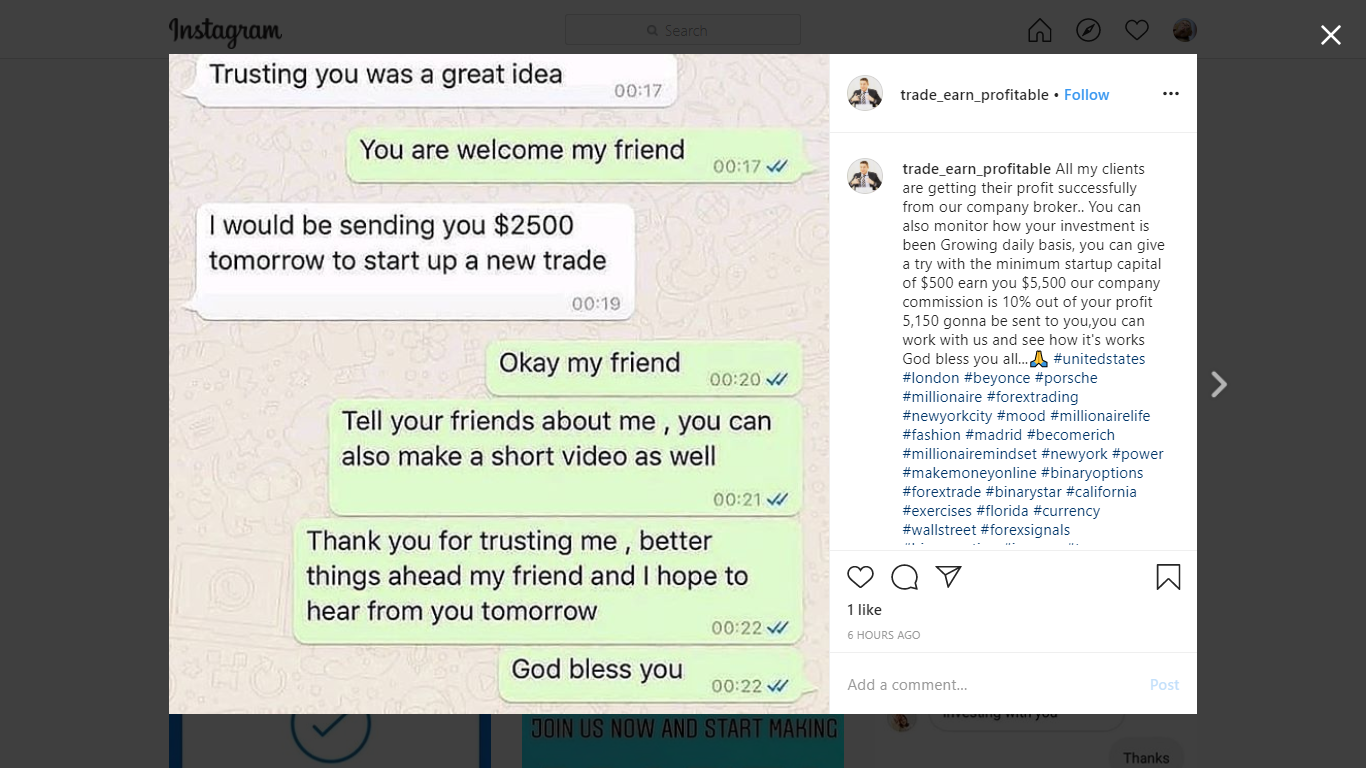 Instagram
Search
Trusting you was a great idea
00:17
You are welcome my friend
00:17
I would be sending you $2500
tomorrow to start up a new trade
00:19
Okay my friend
00:20
Tell your friends about me , you can
also make a short video as well
00:21
Thank you for trusting me , better
things ahead my friend and I hope to
hear from you tomorrow
00:22
God bless you
00:22
trade_earn_profitable • Follow
trade_earn_profitable All my clients
are getting their profit successfully
from our company broker.. You can
also monitor how your investment is
been Growing daily basis, you can give
a try with the minimum startup capital
of $500 earn you $5,500 our company
commission is 10% out of your profit
5,150 gonna be sent to you,you can
work with us and see how it's works
God bless you all...🙏 #unitedstates
#london #beyonce #porsche
#millionaire #forextrading
#newyorkcity #mood #millionairelife
#fashion #madrid #becomerich
#millionairemindset #newyork #power
#makemoneyonline #binaryoptions
#forextrade #binarystar #california
#exercises #florida #currency
#wallstreet #forexsignals
1 like
6 HOURS AGO
Add a comment...
Post
JOIN US NOW AND START MAKING
investing with you
Thanks